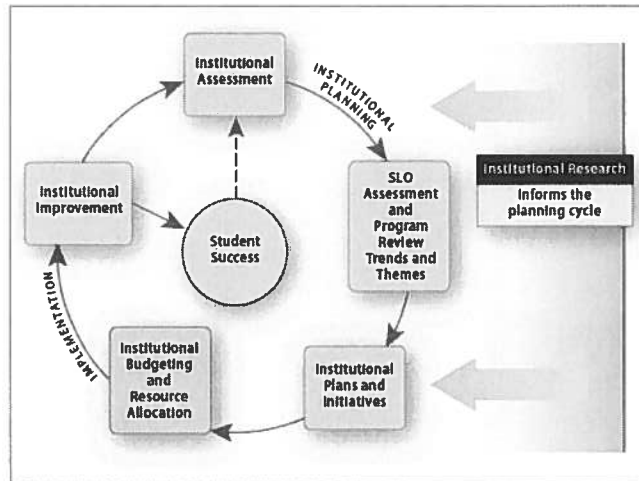 Institutional
Assessment
INSTITUTIONAL
PLANNING
SLO
Assessment
and
Program
Review
Trends and
Themes
Institutional Research
Informs the
planning cycle
Institutional
Improvement
Student
Success
IMPLEMENTATION
Institutional
Budgeting
and
Resource
Allocation
Institutional
Plans and
Initiatives